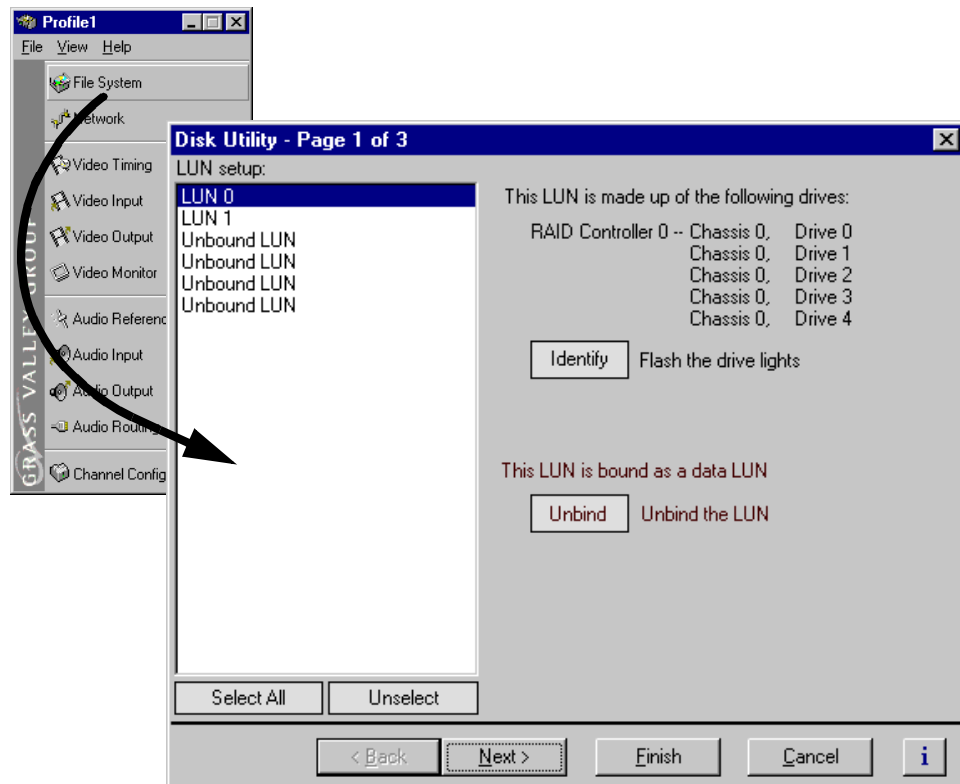 Profile1
File View Help
File System
Network
Video Timing
Video Input
Video Output
Video Monitor
Audio Referenc
Audio Input
Audio Output
Audio Routing
Channel Config
GRASS VALLEY GROUP
Disk Utility - Page 1 of 3
LUN setup:
LUN 0
LUN 1
Unbound LUN
Unbound LUN
Unbound LUN
Unbound LUN
Select All Unselect
This LUN is made up of the following drives:
RAID Controller 0 -- Chassis 0, Drive 0
Chassis 0, Drive 1
Chassis 0, Drive 2
Chassis 0, Drive 3
Chassis 0, Drive 4
Identify Flash the drive lights
This LUN is bound as a data LUN
Unbind Unbind the LUN
< Back Next > Finish Cancel i